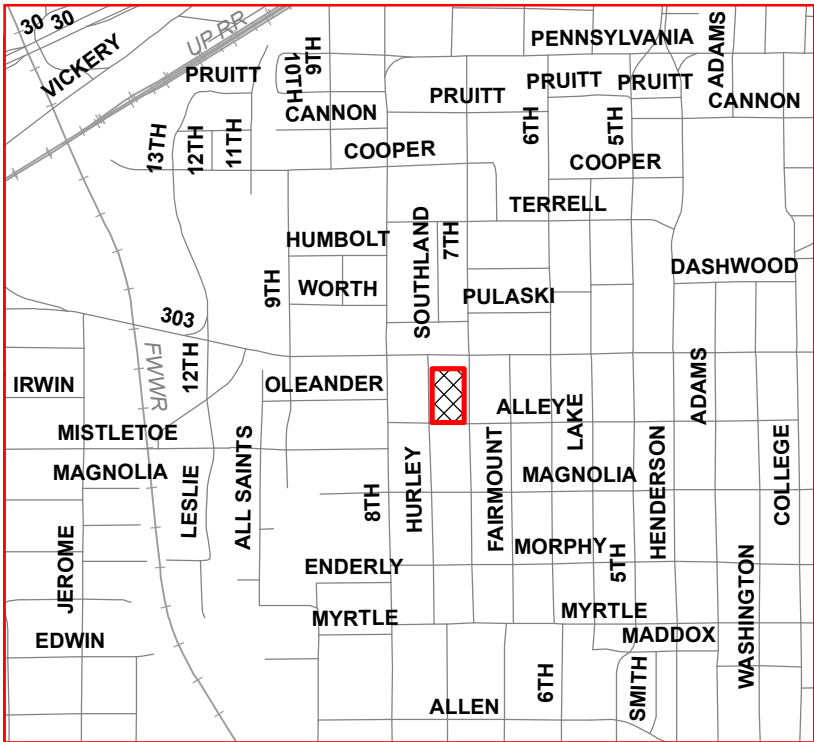 30 30
VICKERY
UP RR
PRUITT
10TH
9TH
CANNON
PENNSYLVANIA
ADAMS
PRUITT
PRUITT
PRUITT
CANNON
6TH
5TH
13TH
12TH
11TH
COOPER
COOPER
TERRELL
HUMBOLT
SOUTHLAND
7TH
DASHWOOD
9TH
WORTH
PULASKI
303
FWWR
12TH
IRWIN
OLEANDER
ALLEY
LAKE
ADAMS
MISTLETOE
MAGNOLIA
LESLIE
ALL SAINTS
8TH
HURLEY
FAIRMOUNT
MAGNOLIA
HENDERSON
COLLEGE
JEROME
ENDERLY
MORPHY
5TH
MYRTLE
MYRTLE
EDWIN
MADDOX
WASHINGTON
ALLEN
6TH
SMITH